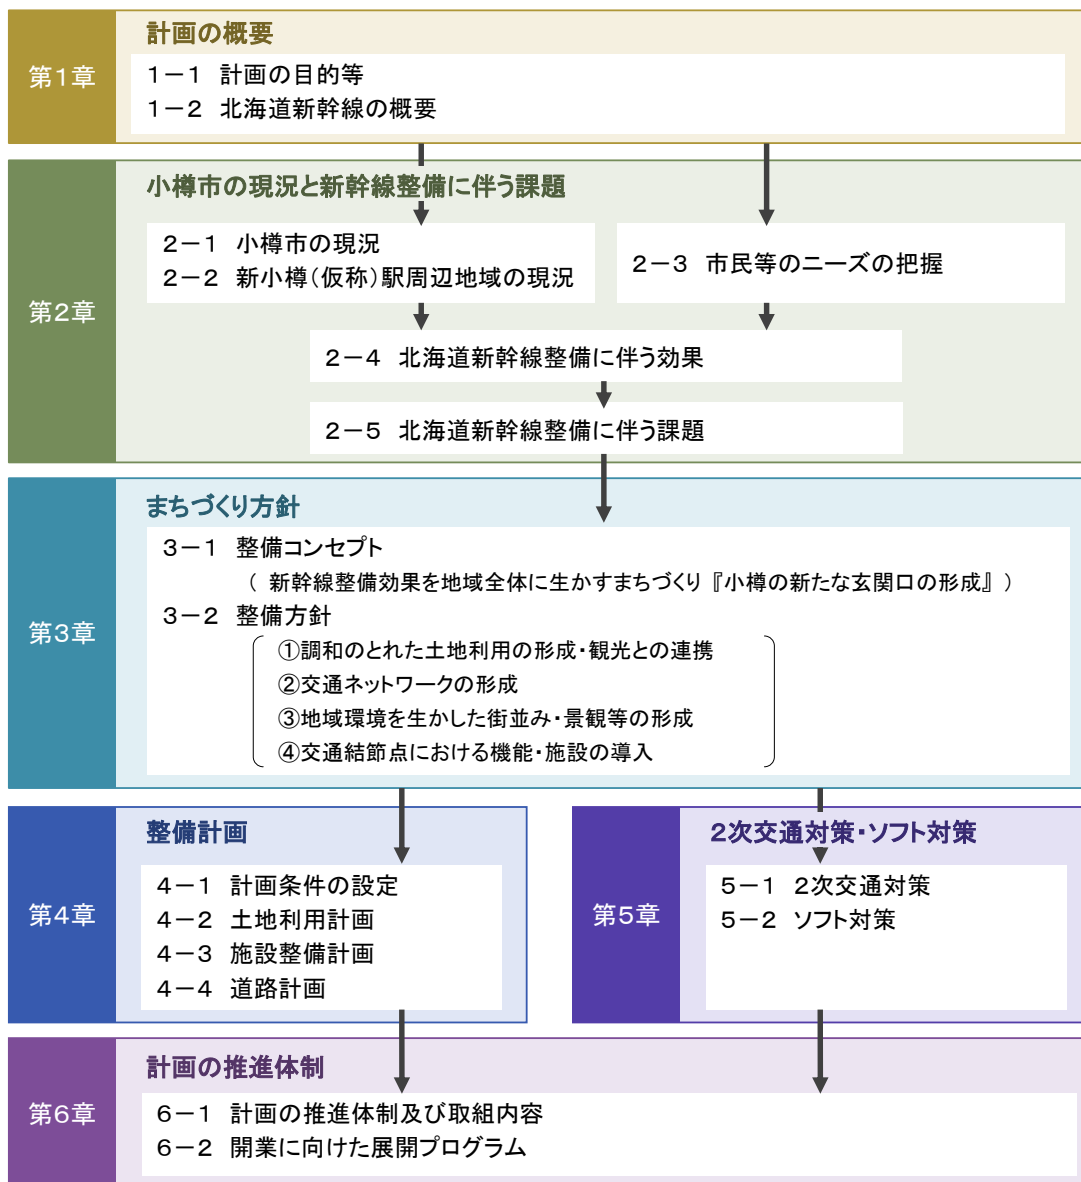 第1章
計画の概要
1-1 計画の目的等
1-2 北海道新幹線の概要
第2章
小樽市の現況と新幹線整備に伴う課題
2-1 小樽市の現況
2-2 新小樽(仮称)駅周辺地域の現況
2-3 市民等のニーズの把握
2-4 北海道新幹線整備に伴う効果
2-5 北海道新幹線整備に伴う課題
第3章
まちづくり方針
3-1 整備コンセプト
( 新幹線整備効果を地域全体に生かすまちづくり 『小樽の新たな玄関口の形成』 )
3-2 整備方針
①調和のとれた土地利用の形成・観光との連携
②交通ネットワークの形成
③地域環境を生かした街並み・景観等の形成
④交通結節点における機能・施設の導入
第4章
整備計画
4-1 計画条件の設定
4-2 土地利用計画
4-3 施設整備計画
4-4 道路計画
第5章
2次交通対策・ソフト対策
5-1 2次交通対策
5-2 ソフト対策
第6章
計画の推進体制
6-1 計画の推進体制及び取組内容
6-2 開業に向けた展開プログラム